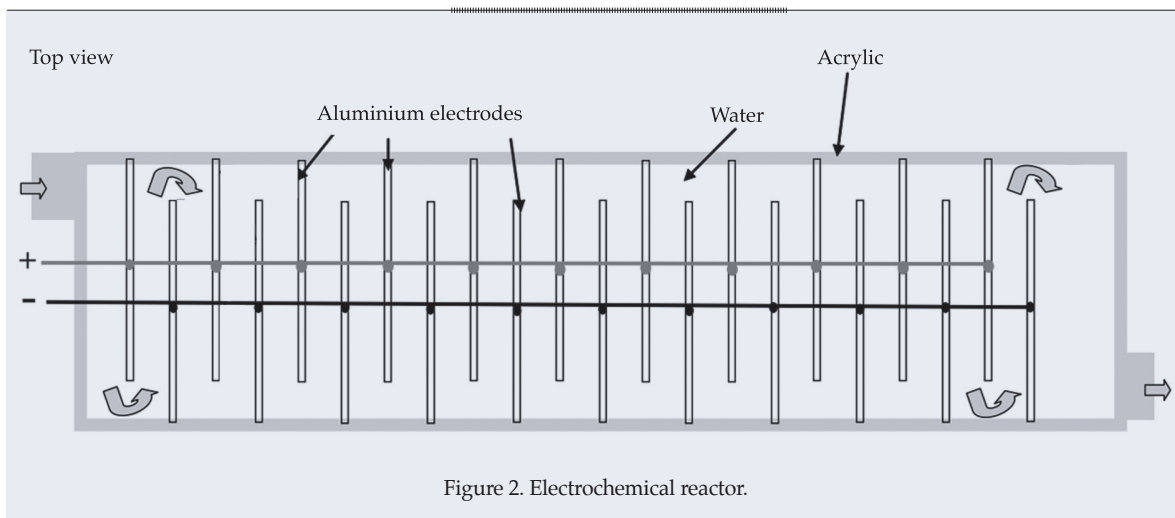 Top view
Acrylic
Aluminium electrodes
Water
+
-
Figure 2. Electrochemical reactor.